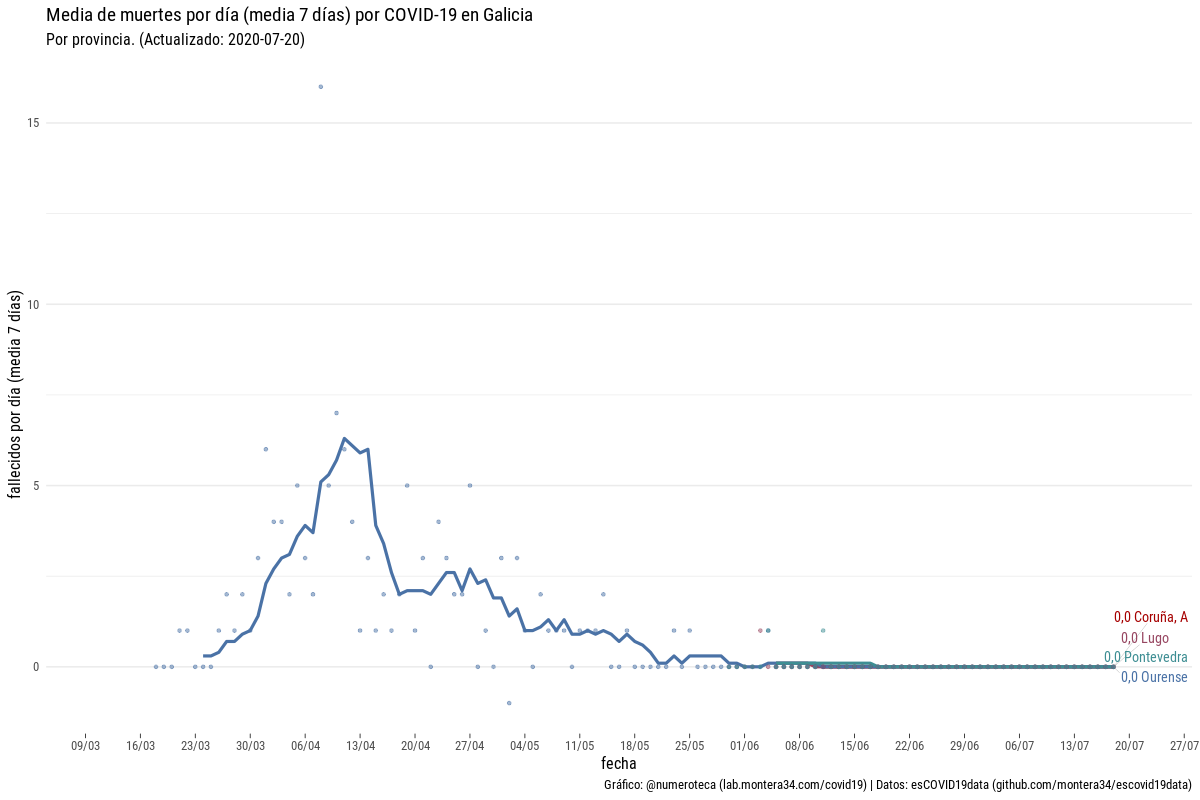 Media de muertes por día (media 7 días) por COVID-19 en Galicia
Por provincia. (Actualizado: 2020-07-20)
fallecidos por día (media 7 días)
15
10
5
0
0,0 Coruña, A
0,0 Lugo
0,0 Pontevedra
0,0 Ourense
09/03 16/03 23/03 30/03 06/04 13/04 20/04 27/04 04/05 11/05 18/05 25/05 01/06 08/06 15/06 22/06 29/06 06/07 13/07 20/07 27/07
fecha
Gráfico: @numeroteca (lab.montera34.com/covid19) | Datos: esCOVID19data (github.com/montera34/escovid19data)